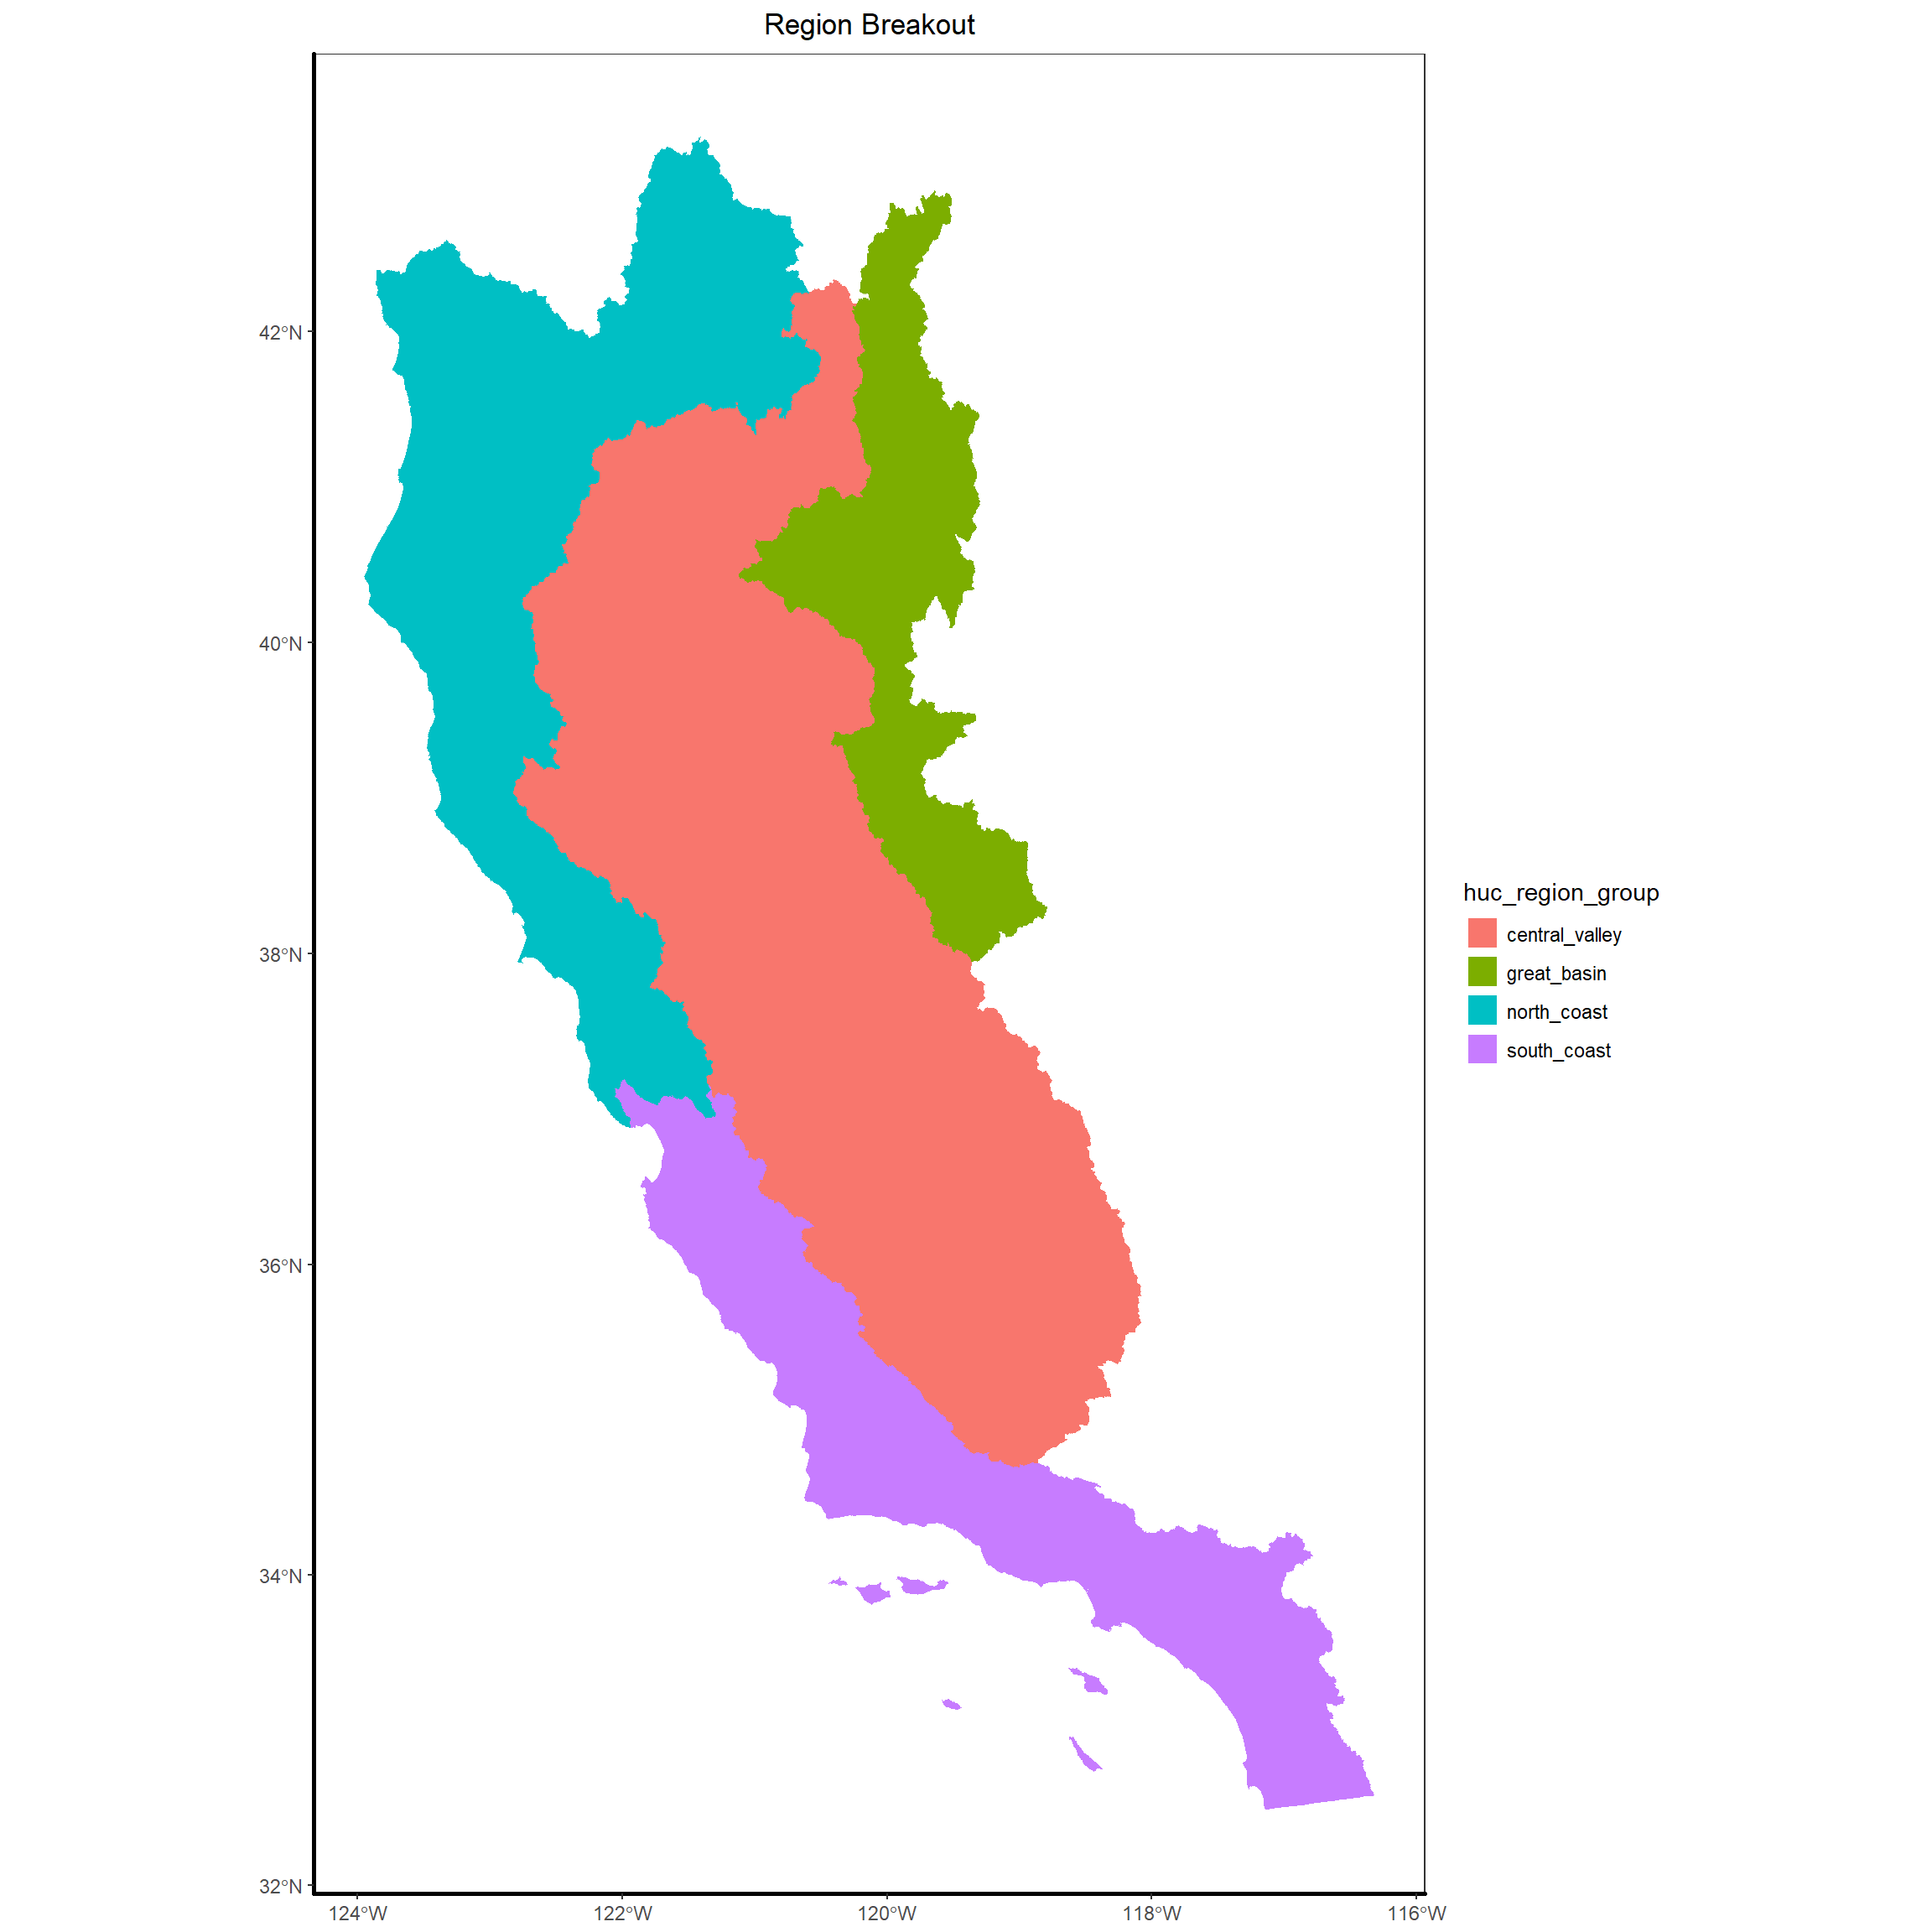 Region Breakout
42°N
40°N
38°N
36°N
34°N
32°N
124°W
122°W
120°W
118°W
116°W
huc_region_group
central_valley
great_basin
north_coast
south_coast